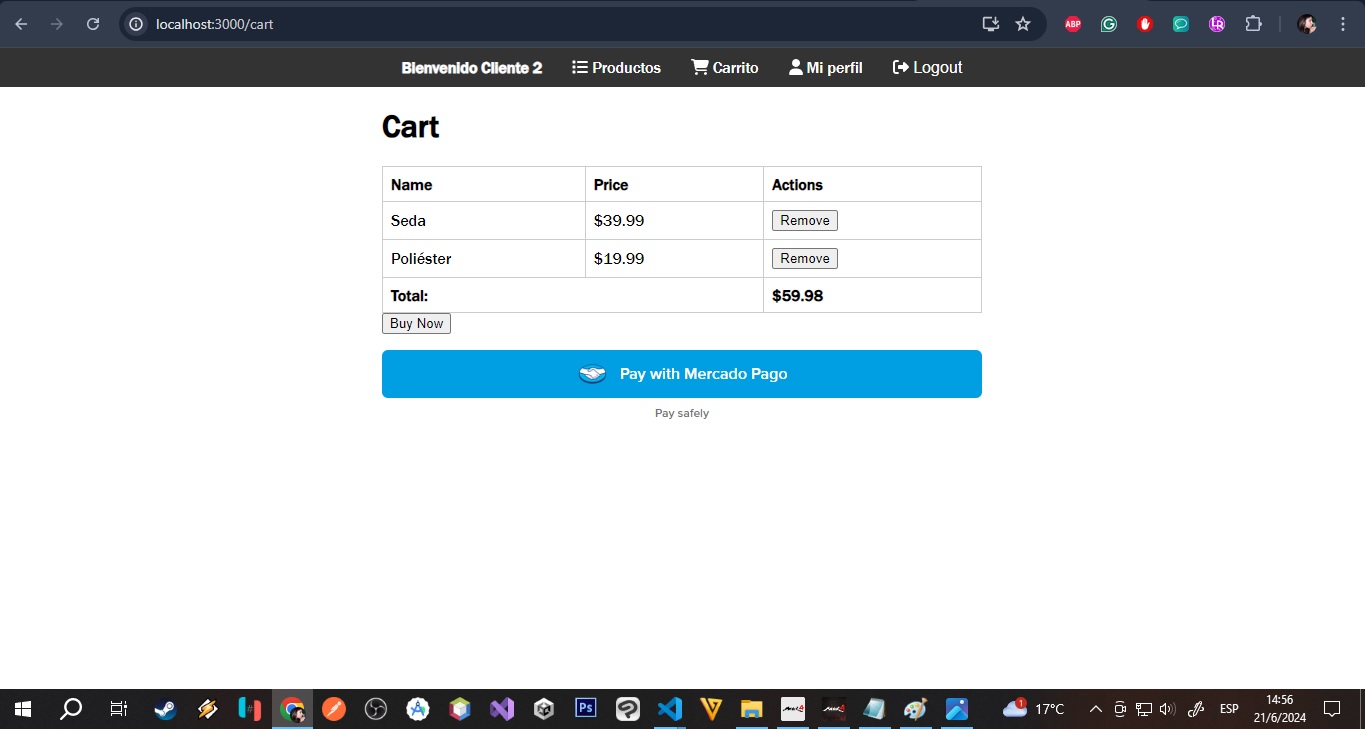 localhost:3000/cart
ABP
Bienvenido Cliente 2 Productos Carrito Mi perfil Logout
Cart
Name Price Actions
Seda $39.99 Remove
Poliéster $19.99 Remove
Total: $59.98
Buy Now
Pay with Mercado Pago
Pay safely
Ps
1 17°C
ESP
14:56
21/6/2024